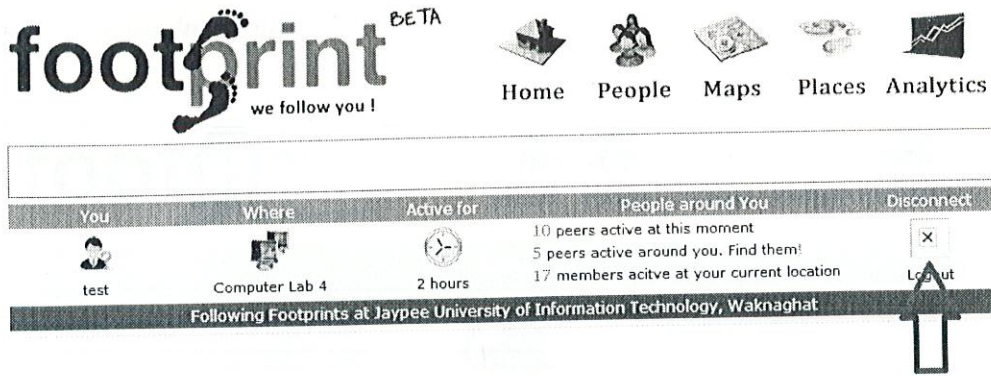 footprint BETA
we follow you !
Home People Maps Places Analytics
You Where Active for People around You Disconnect
10 peers active at this moment
5 peers active around you. Find them!
17 members acitve at your current location
test Computer Lab 4 2 hours Logout
Following Footprints at Jaypee University of Information Technology, Waknaghat